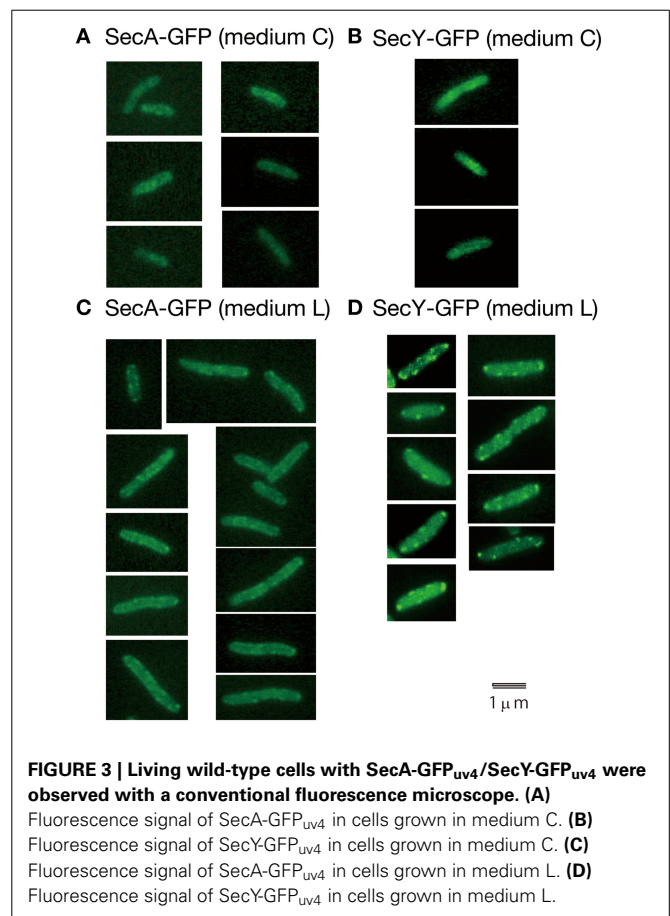 A SecA-GFP (medium C)
B SecY-GFP (medium C)
C SecA-GFP (medium L)
D SecY-GFP (medium L)
1 μm
FIGURE 3 | Living wild-type cells with SecA-GFPuv4/SecY-GFPuv4 were
observed with a conventional fluorescence microscope. (A)
Fluorescence signal of SecA-GFPuv4 in cells grown in medium C. (B)
Fluorescence signal of SecY-GFPuv4 in cells grown in medium C. (C)
Fluorescence signal of SecA-GFPuv4 in cells grown in medium L. (D)
Fluorescence signal of SecY-GFPuv4 in cells grown in medium L.